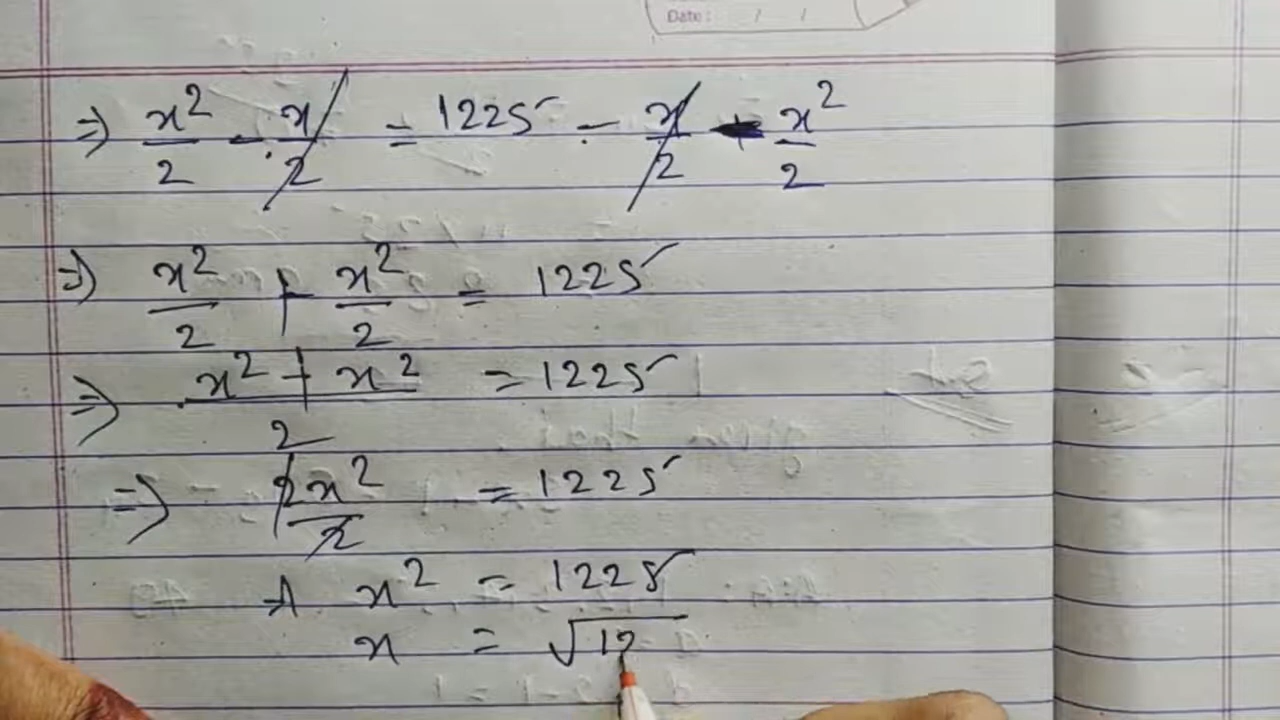 Date : / /
⇒ x²/2 - x/2 = 1225 - x/2 - x²/2
⇒ x²/2 + x²/2 = 1225
⇒ x² + x²/2 = 1225
⇒ 2x²/2 = 1225
⇒ x² = 1225
x = √12